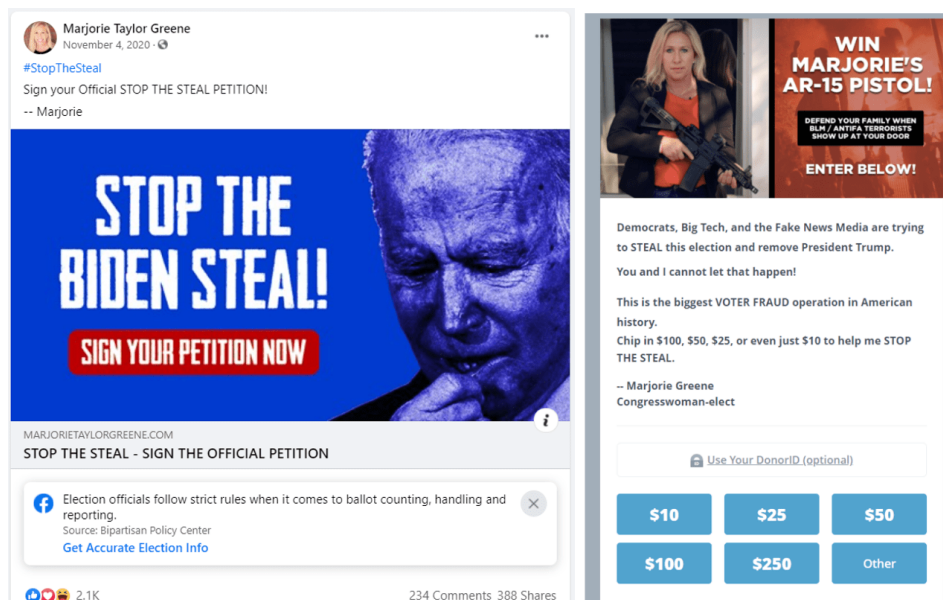 Marjorie Taylor Greene
November 4, 2020 ·
#StopTheSteal
Sign your Official STOP THE STEAL PETITION!
-- Marjorie
STOP THE
BIDEN STEAL!
SIGN YOUR PETITION NOW
i
MARJORIETAYLORGREENE.COM
STOP THE STEAL - SIGN THE OFFICIAL PETITION
Election officials follow strict rules when it comes to ballot counting, handling and
reporting.
Source: Bipartisan Policy Center
Get Accurate Election Info
2.1K
234 Comments 388 Shares
WIN
MARJORIE'S
AR-15 PISTOL!
DEFEND YOUR FAMILY WHEN
BLM / ANTIFA TERRORISTS
SHOW UP AT YOUR DOOR
ENTER BELOW!
Democrats, Big Tech, and the Fake News Media are trying
to STEAL this election and remove President Trump.
You and I cannot let that happen!
This is the biggest VOTER FRAUD operation in American
history.
Chip in $100, $50, $25, or even just $10 to help me STOP
THE STEAL.
-- Marjorie Greene
Congresswoman-elect
Use Your DonorID (optional)
$10 $25 $50
$100 $250 Other